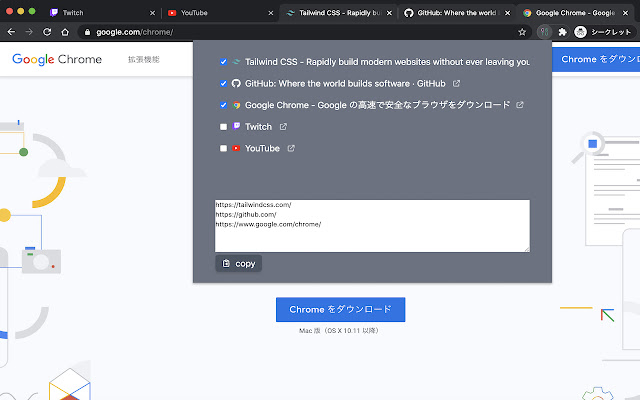 Twitch
YouTube
Tailwind CSS - Rapidly buil
GitHub: Where the world b
Google Chrome - Google
google.com/chrome/
シークレット
Google Chrome
拡張機能
Chrome をダウンロード
Tailwind CSS - Rapidly build modern websites without ever leaving you
GitHub: Where the world builds software · GitHub
Google Chrome - Google の高速で安全なブラウザをダウンロード
Twitch
YouTube
https://tailwindcss.com/
https://github.com/
https://www.google.com/chrome/
copy
Chrome をダウンロード
Mac 版（OS X 10.11 以降）